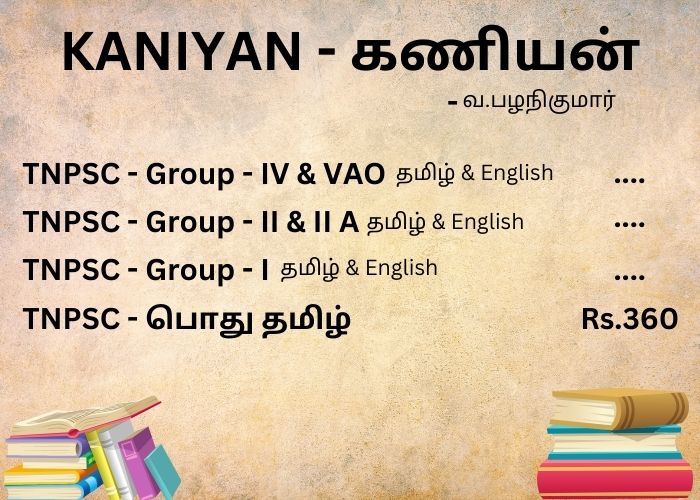 KANIYAN - கணியன்
- வ.பழநிகுமார்
TNPSC - Group - IV & VAO தமிழ் & English ....
TNPSC - Group - II & II A தமிழ் & English ....
TNPSC - Group - I தமிழ் & English ....
TNPSC - பொது தமிழ் Rs.360